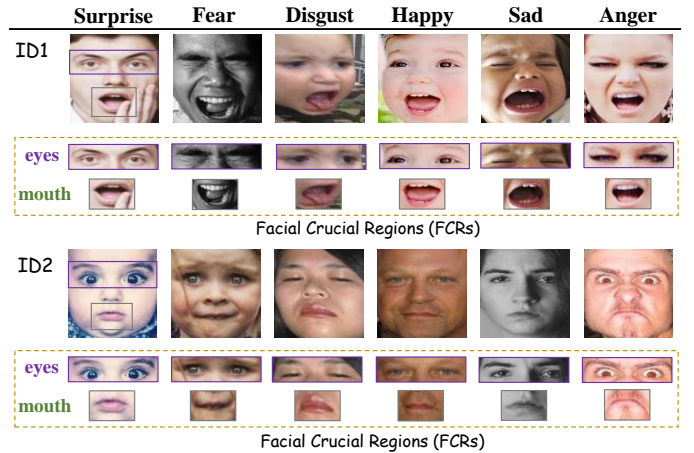 Surprise Fear Disgust Happy Sad Anger
ID1
eyes
mouth
Facial Crucial Regions (FCRs)
ID2
eyes
mouth
Facial Crucial Regions (FCRs)